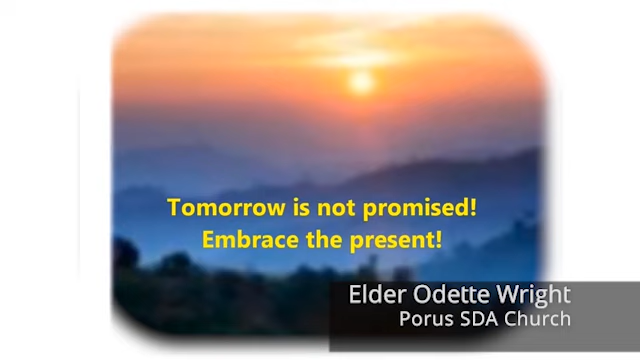 Tomorrow is not promised!
Embrace the present!
Elder Odette Wright
Porus SDA Church